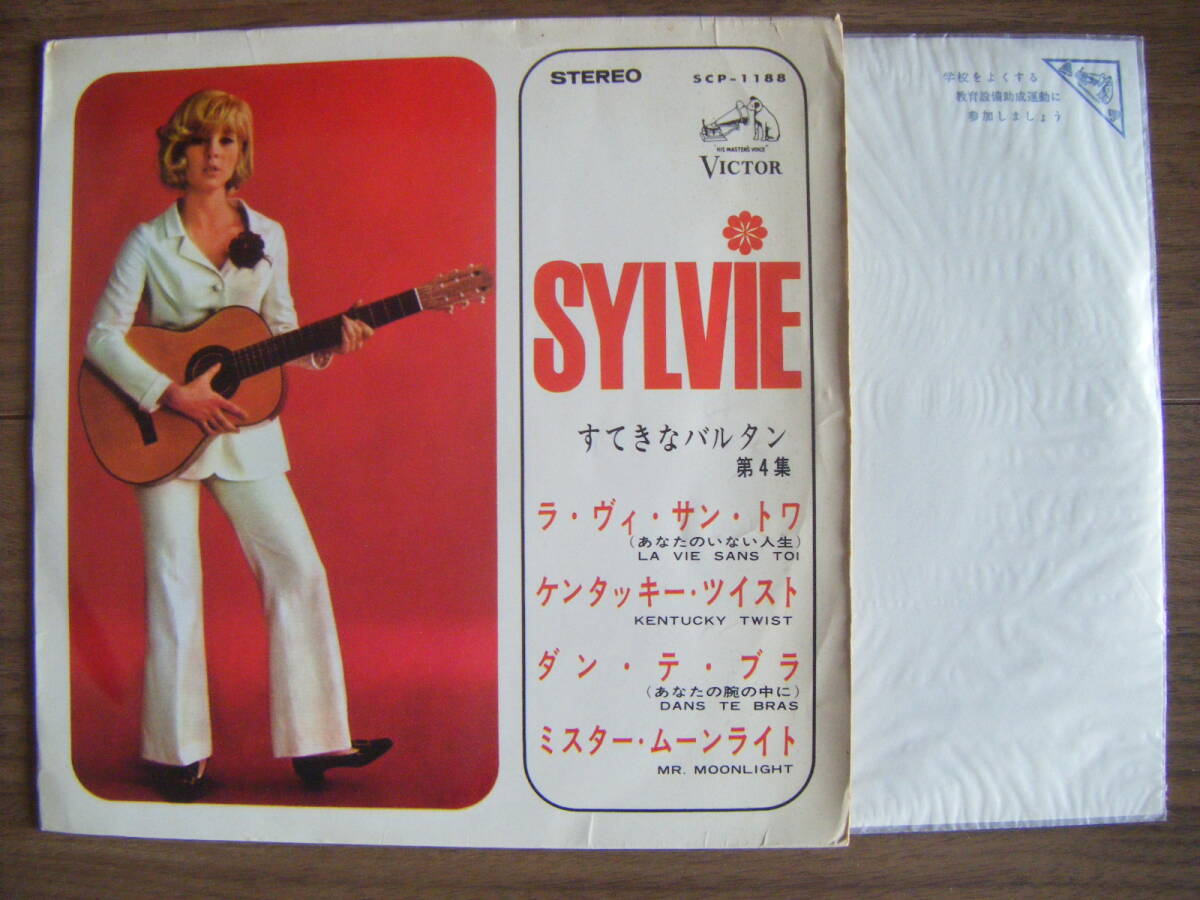 STEREO
SCP-1188
"HIS MASTER'S VOICE"
VICTOR
SYLVIE
すてきなバルタン
第4集
ラ・ヴィ・サン・トワ
(あなたのいない人生)
LA VIE SANS TOI
ケンタッキー・ツイスト
KENTUCKY TWIST
ダン・テ・ブラ
(あなたの腕の中に)
DANS TE BRAS
ミスター・ムーンライト
MR. MOONLIGHT
学校をよくする
教育設備助成運動に
参加しましょう